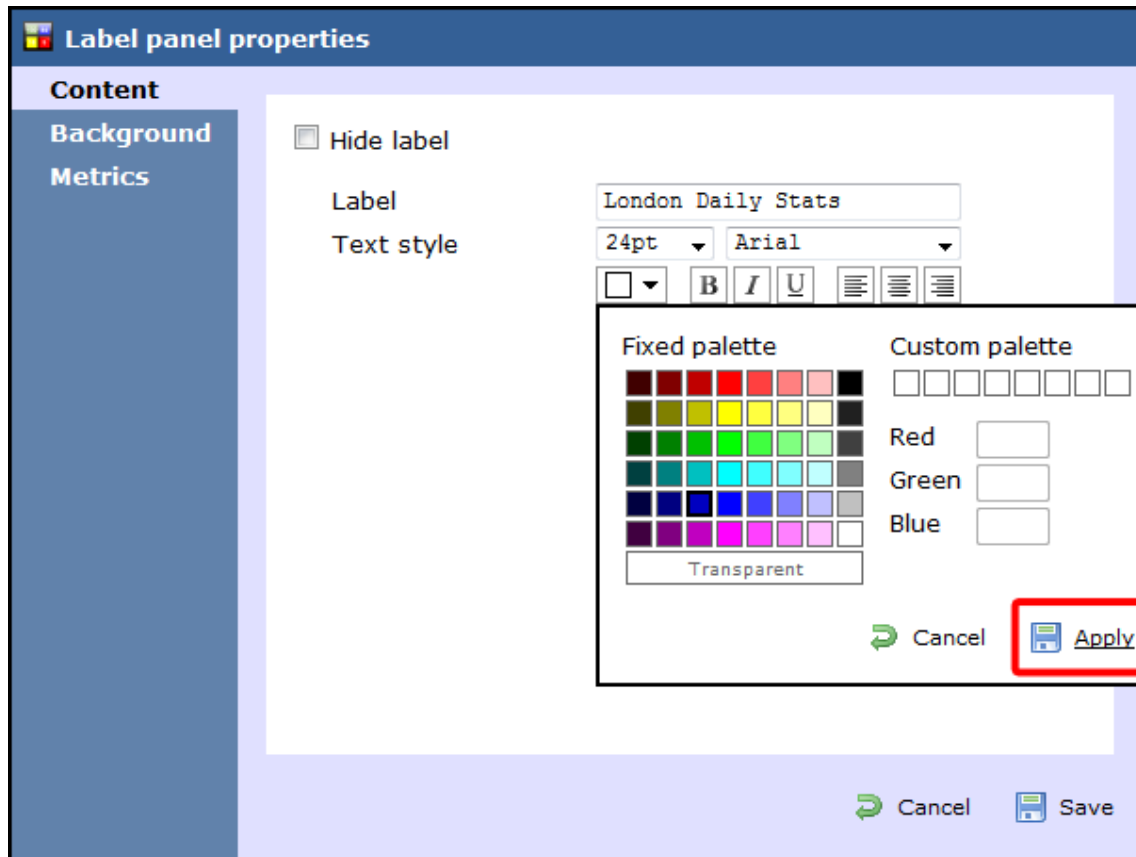 Label panel properties
Content
Background
Metrics
Hide label
Label
London Daily Stats
Text style
24pt
Arial
B I U
Fixed palette
Custom palette
Red
Green
Blue
Transparent
Cancel
Apply
Cancel
Save